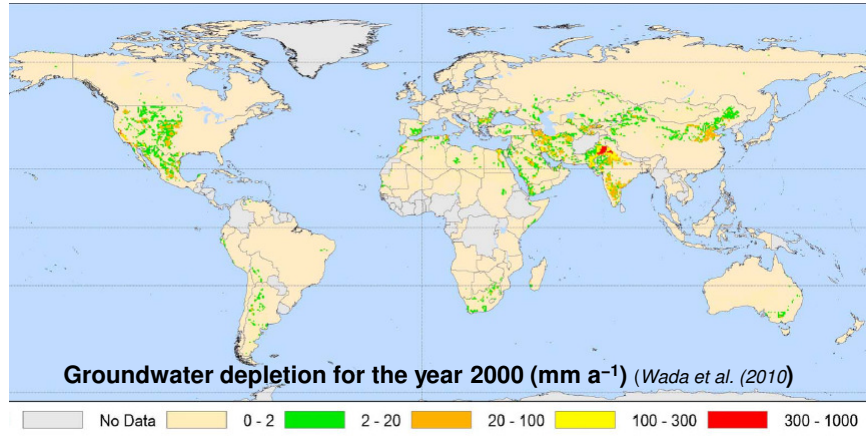 Groundwater depletion for the year 2000 (mm a⁻¹) (Wada et al. (2010)
No Data 0 - 2 2 - 20 20 - 100 100 - 300 300 - 1000